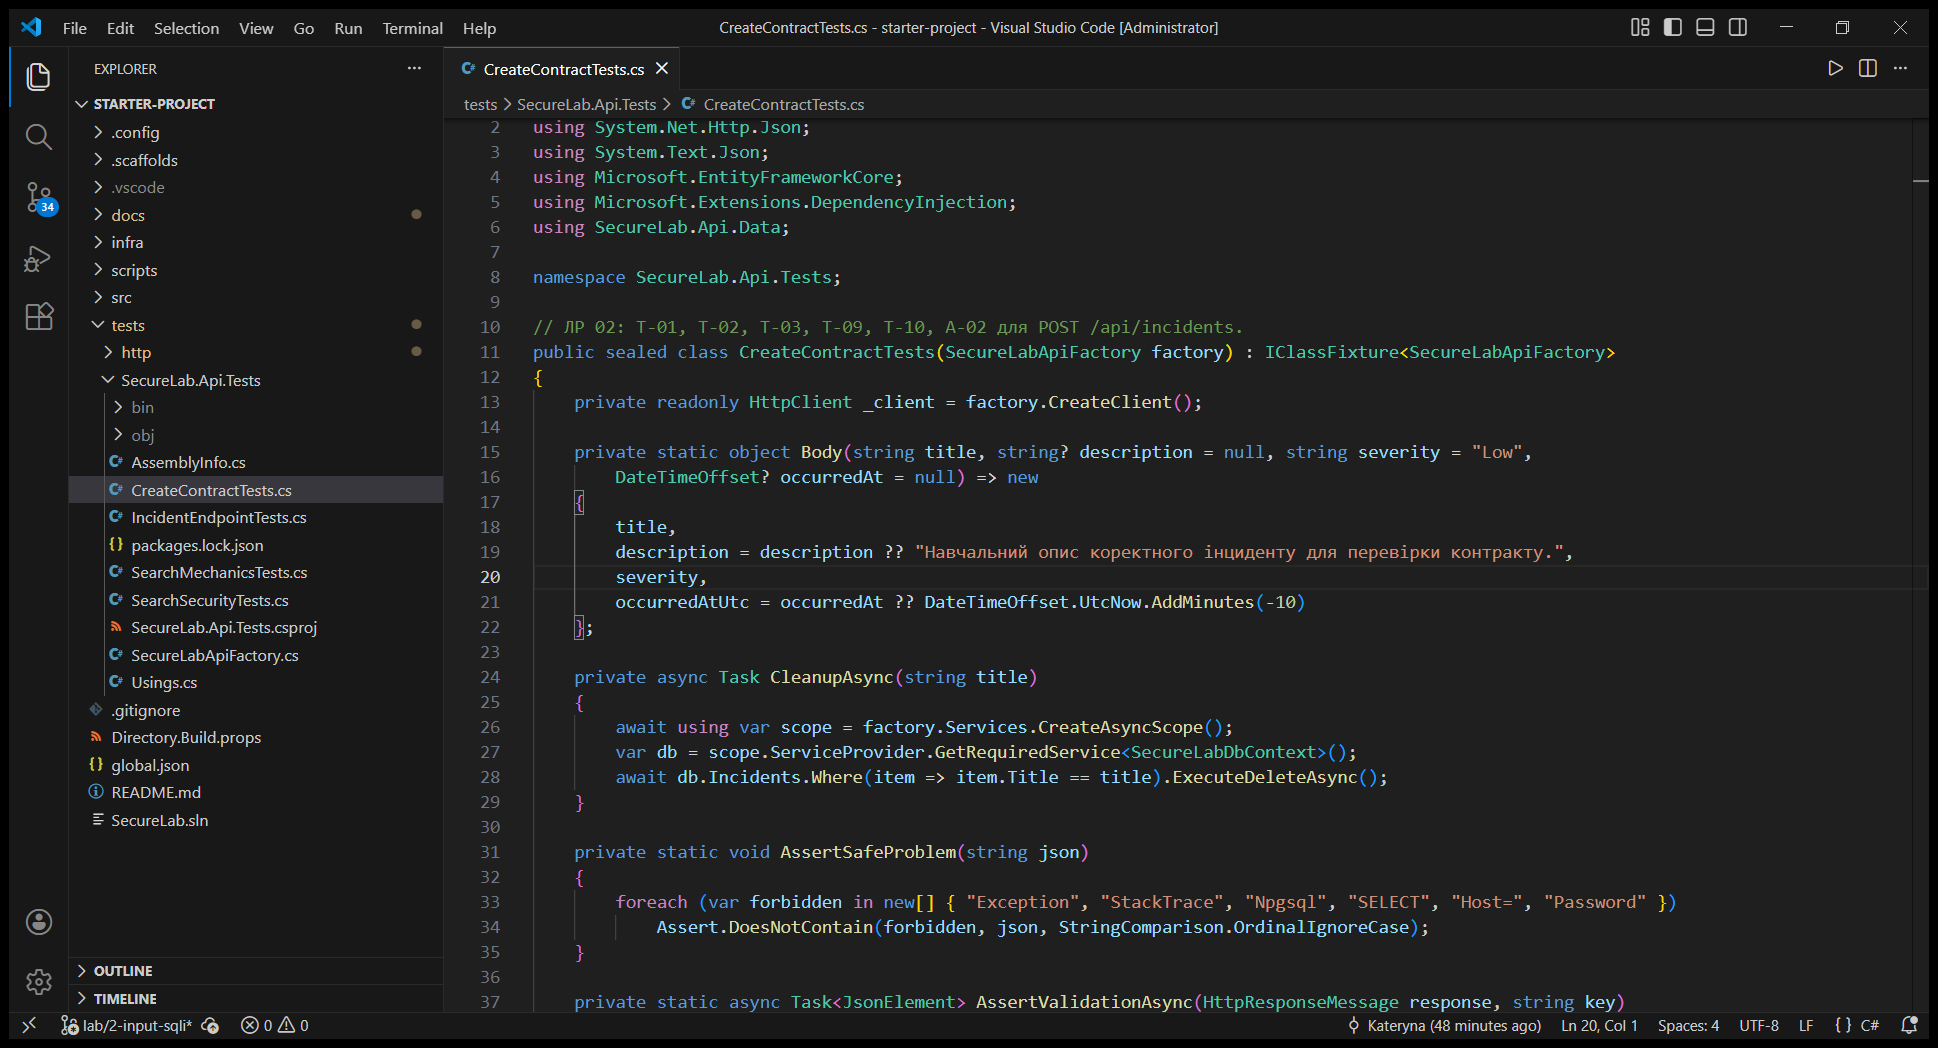 File Edit Selection View Go Run Terminal Help
CreateContractTests.cs - starter-project - Visual Studio Code [Administrator]
EXPLORER
STARTER-PROJECT
.config
.scaffolds
.vscode
docs
infra
scripts
src
tests
http
SecureLab.Api.Tests
bin
obj
AssemblyInfo.cs
CreateContractTests.cs
IncidentEndpointTests.cs
packages.lock.json
SearchMechanicsTests.cs
SearchSecurityTests.cs
SecureLab.Api.Tests.csproj
SecureLabApiFactory.cs
Usings.cs
.gitignore
Directory.Build.props
global.json
README.md
SecureLab.sln
OUTLINE
TIMELINE
34
CreateContractTests.cs
tests > SecureLab.Api.Tests > CreateContractTests.cs
2 using System.Net.Http.Json;
3 using System.Text.Json;
4 using Microsoft.EntityFrameworkCore;
5 using Microsoft.Extensions.DependencyInjection;
6 using SecureLab.Api.Data;
7
8 namespace SecureLab.Api.Tests;
9
10 // ЛР 02: T-01, T-02, T-03, T-09, T-10, A-02 для POST /api/incidents.
11 public sealed class CreateContractTests(SecureLabApiFactory factory) : IClassFixture<SecureLabApiFactory>
12 {
13 private readonly HttpClient _client = factory.CreateClient();
14
15 private static object Body(string title, string? description = null, string severity = "Low",
16 DateTimeOffset? occurredAt = null) => new
17 {
18 title,
19 description = description ?? "Навчальний опис коректного інциденту для перевірки контракту.",
20 severity,
21 occurredAtUtc = occurredAt ?? DateTimeOffset.UtcNow.AddMinutes(-10)
22 };
23
24 private async Task CleanupAsync(string title)
25 {
26 await using var scope = factory.Services.CreateAsyncScope();
27 var db = scope.ServiceProvider.GetRequiredService<SecureLabDbContext>();
28 await db.Incidents.Where(item => item.Title == title).ExecuteDeleteAsync();
29 }
30
31 private static void AssertSafeProblem(string json)
32 {
33 foreach (var forbidden in new[] { "Exception", "StackTrace", "Npgsql", "SELECT", "Host=", "Password" })
34 Assert.DoesNotContain(forbidden, json, StringComparison.OrdinalIgnoreCase);
35 }
36
37 private static async Task<JsonElement> AssertValidationAsync(HttpResponseMessage response, string key)
lab/2-input-sqli* 0 0
Kateryna (48 minutes ago) Ln 20, Col 1 Spaces: 4 UTF-8 LF { } C#